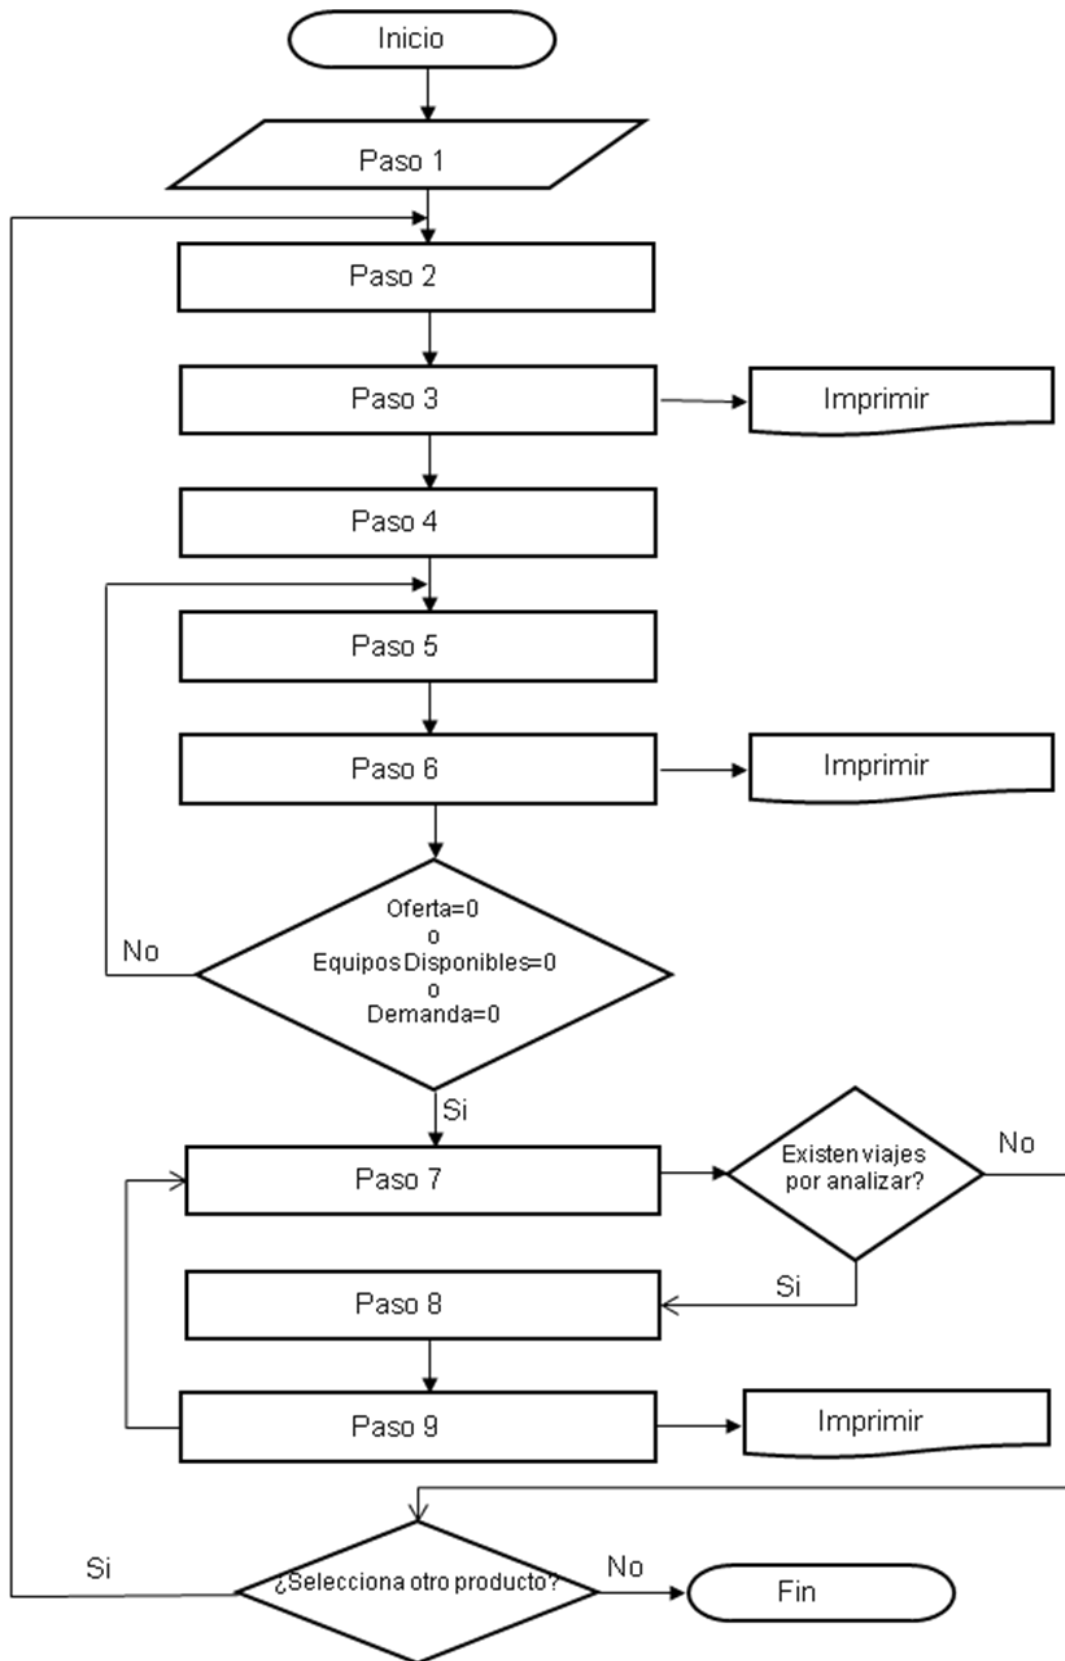 Inicio
Paso 1
Paso 2
Paso 3
Imprimir
Paso 4
Paso 5
Paso 6
Imprimir
Oferta=0
o
Equipos Disponibles=0
o
Demanda=0
No
Si
Paso 7
Existen viajes
por analizar?
No
Si
Paso 8
Paso 9
Imprimir
¿Selecciona otro producto?
Si
No
Fin